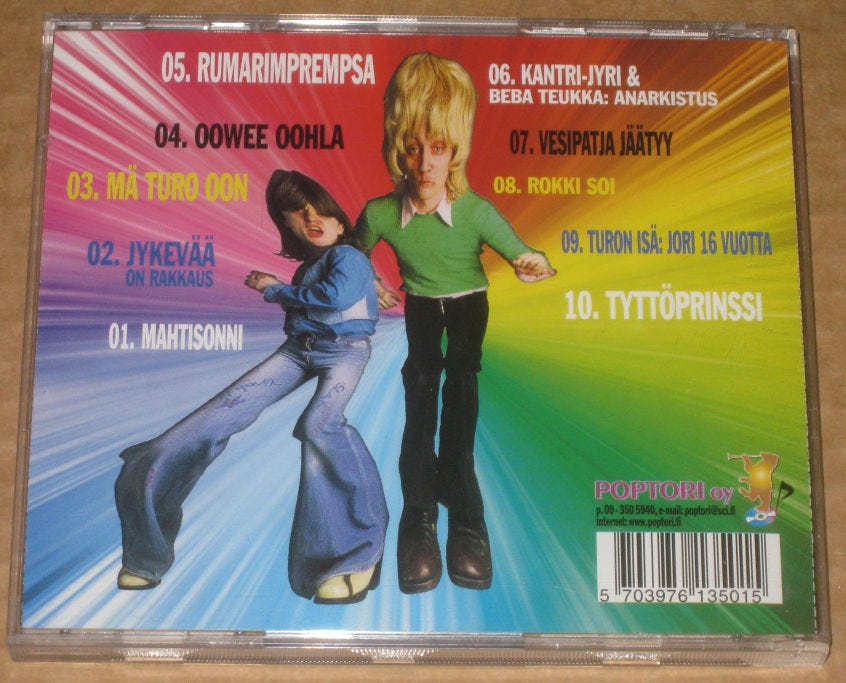 05. RUMARIMPREMPSA
06. KANTRI-JYRI &
BEBA TEUKKA: ANARKISTUS
04. OOWEE OOHLA
07. VESIPATJA JÄÄTYY
03. MÄ TURO OON
08. ROKKI SOI
02. JYKEVÄÄ
ON RAKKAUS
09. TURON ISÄ: JORI 16 VUOTTA
01. MAHTISONNI
10. TYTTÖPRINSSI
POPTORI oy
p. 09 - 350 5940, e-mail: poptori@sci.fi
internet: www.poptori.fi
5 703976 135015